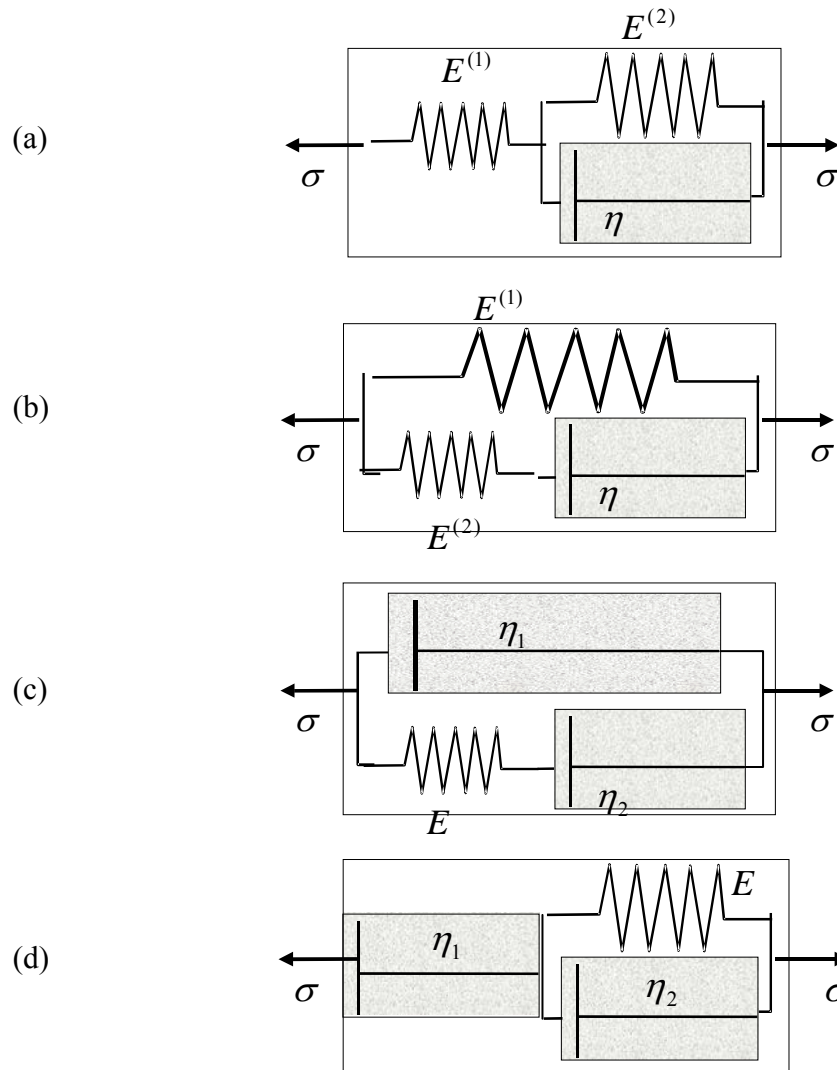 E^(2)
E^(1)
(a)
σ σ
η
E^(1)
(b)
σ σ
η
E^(2)
η₁
(c)
σ σ
E η₂
E
(d)
η₁
σ η₂ σ